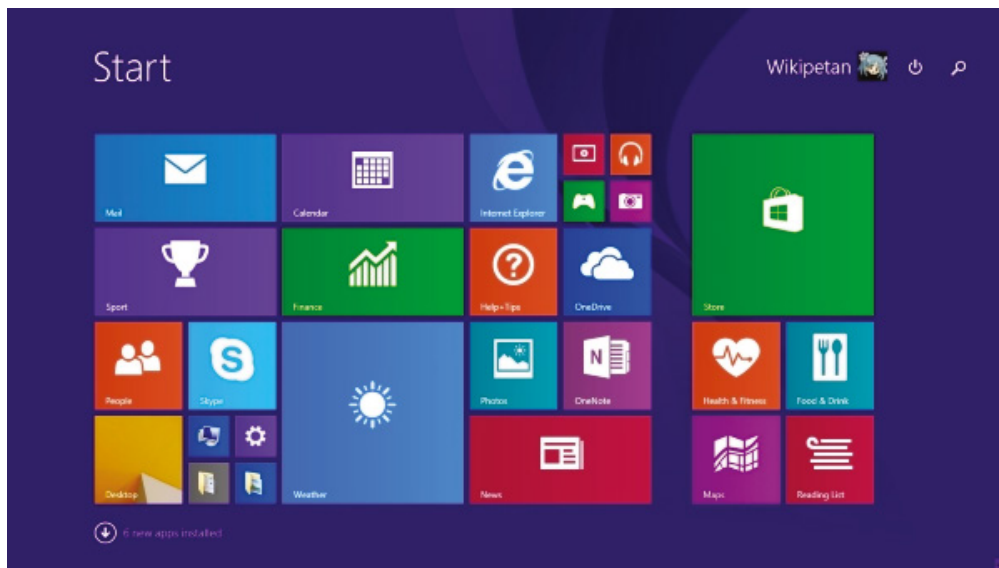 Start
Wikipetan
Mail
Calendar
Internet Explorer
Sport
Finance
Help+Tips
OneDrive
People
Skype
Weather
Photos
OneNote
Desktop
News
Store
Health & Fitness
Food & Drink
Maps
Reading List
6 new apps installed